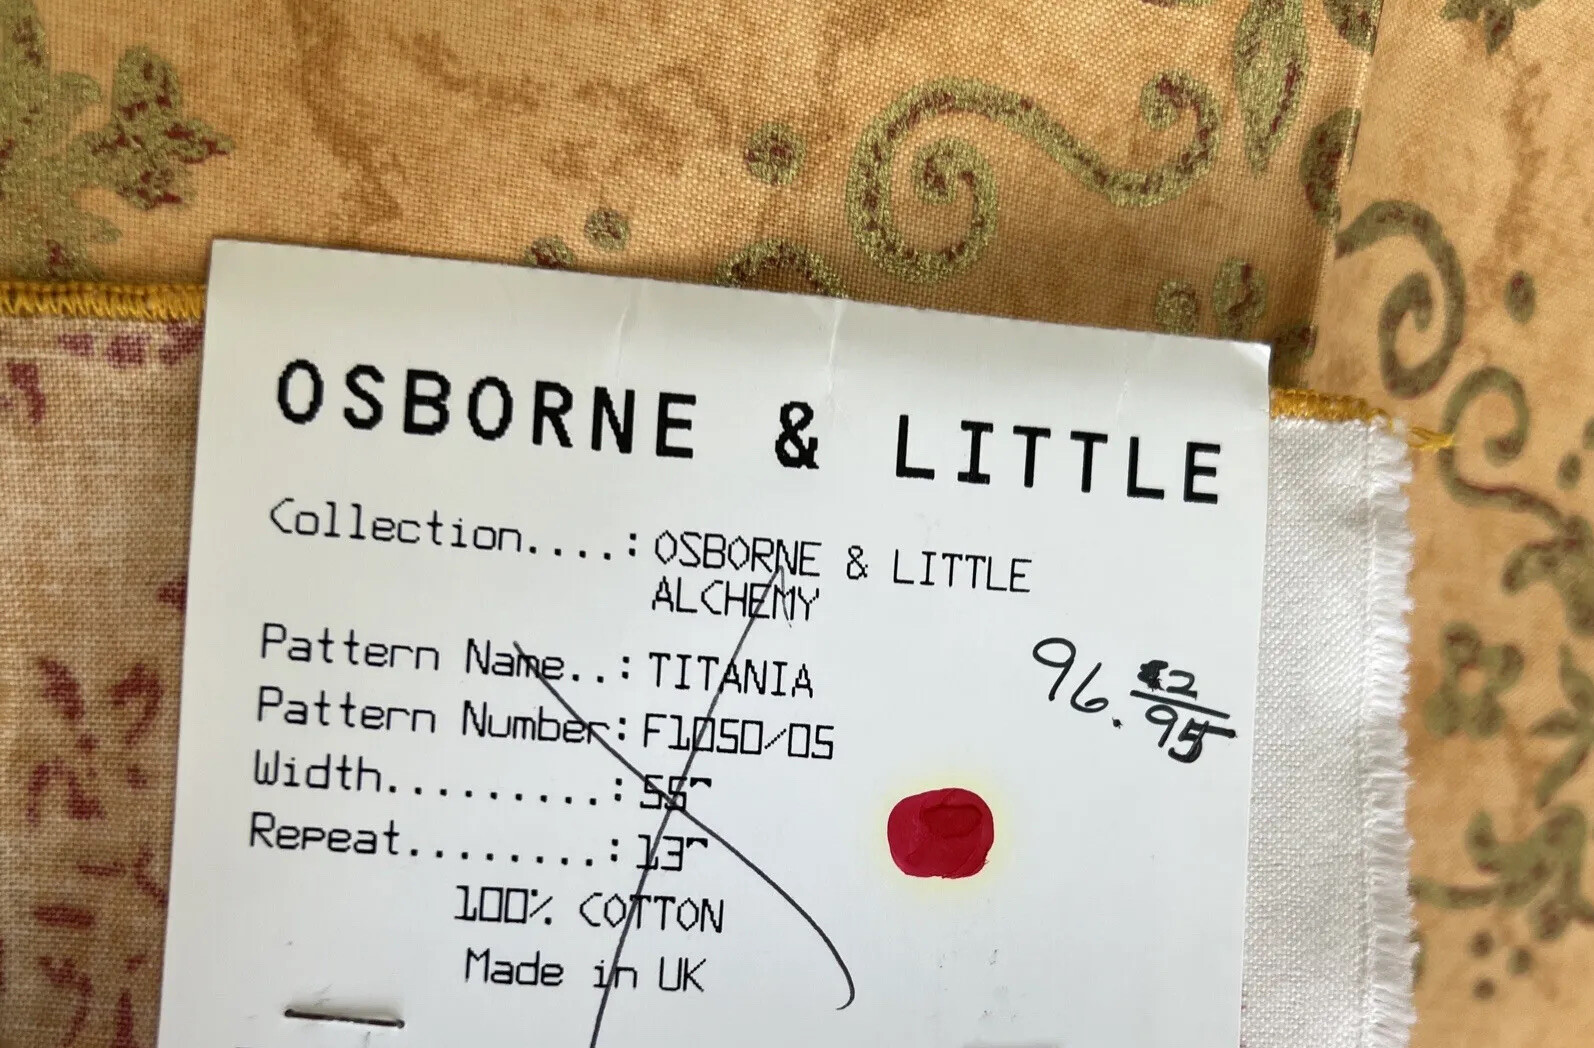 OSBORNE & LITTLE
Collection....: OSBORNE & LITTLE
ALCHEMY
Pattern Name..: TITANIA
Pattern Number: F1050/05
Width.........: 55"
Repeat........: 13"
100% COTTON
Made in UK
96.
95